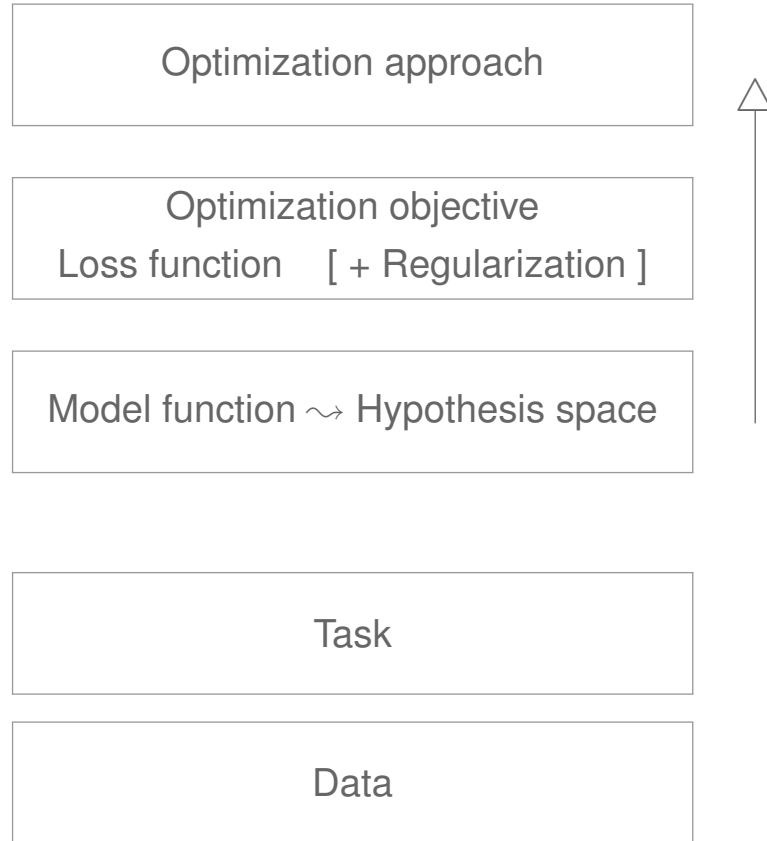 Optimization approach
Optimization objective
Loss function [ + Regularization ]
Model function ⤳ Hypothesis space
Task
Data